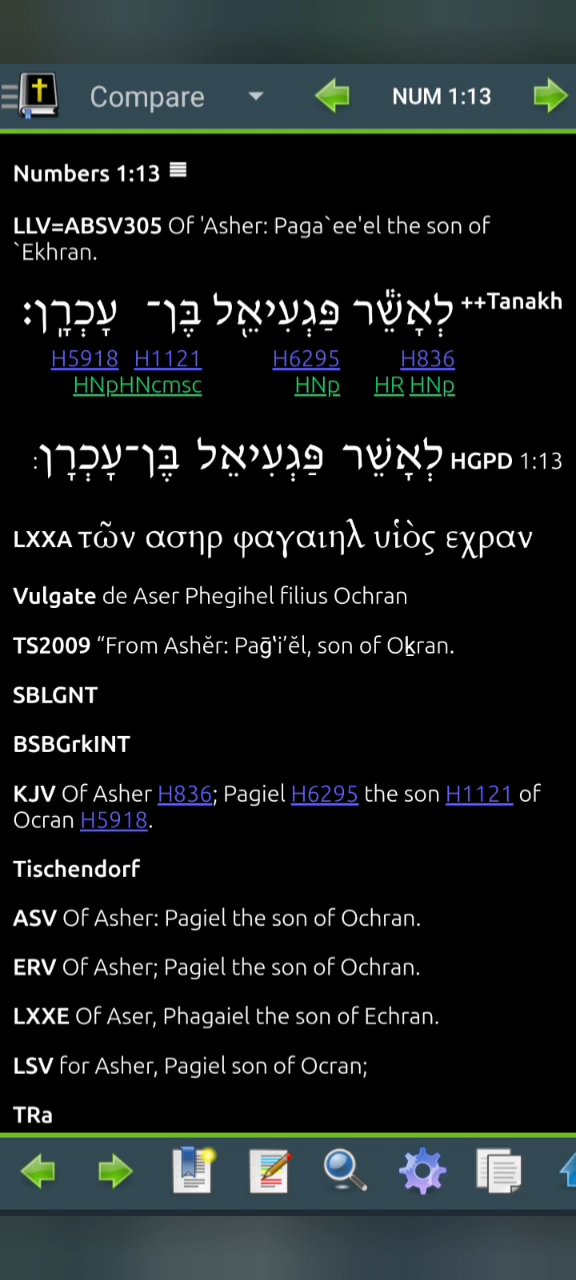 Compare NUM 1:13
Numbers 1:13
LLV=ABSV305 Of 'Asher: Paga`ee'el the son of
`Ekhran.
++Tanakh לְאָשֵׁ֕ר פַּגְעִיאֵ֖ל בֶּן־ עָכְרָֽן׃
H5918 H1121 H6295 H836
HNpHNcmsc HNp HR HNp
HGPD 1:13 לְאָשֵׁר פַּגְעִיאֵל בֶּן־עָכְרָן׃
LXXA τῶν ασηρ φαγαιηλ υἱὸς εχραν
Vulgate de Aser Phegihel filius Ochran
TS2009 “From Ashĕr: Paḡ‛i’ĕl, son of Oḵran.
SBLGNT
BSBGrkINT
KJV Of Asher H836; Pagiel H6295 the son H1121 of
Ocran H5918.
Tischendorf
ASV Of Asher: Pagiel the son of Ochran.
ERV Of Asher; Pagiel the son of Ochran.
LXXE Of Aser, Phagaiel the son of Echran.
LSV for Asher, Pagiel son of Ocran;
TRa